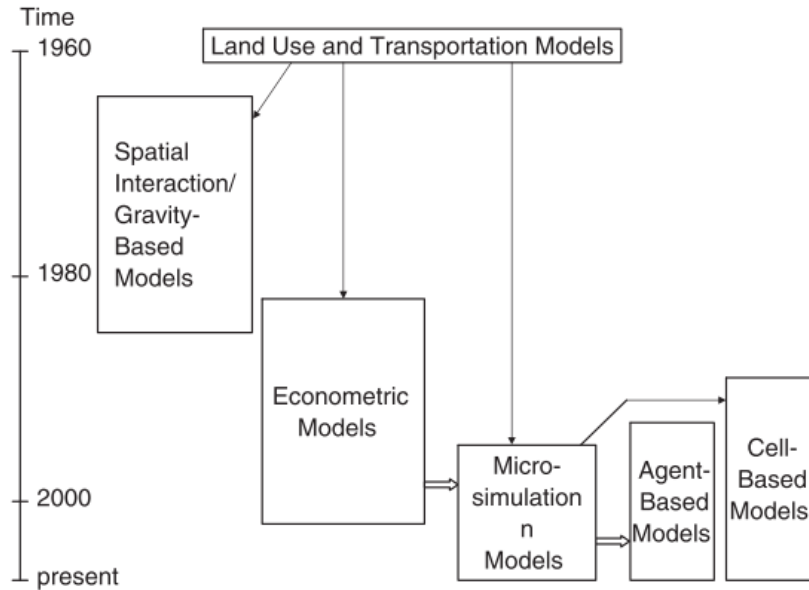 Time
1960
Land Use and Transportation Models
Spatial
Interaction/
Gravity-
Based
Models
1980
Econometric
Models
2000
Micro-
simulation
n
Models
Agent-
Based
Models
Cell-
Based
Models
present